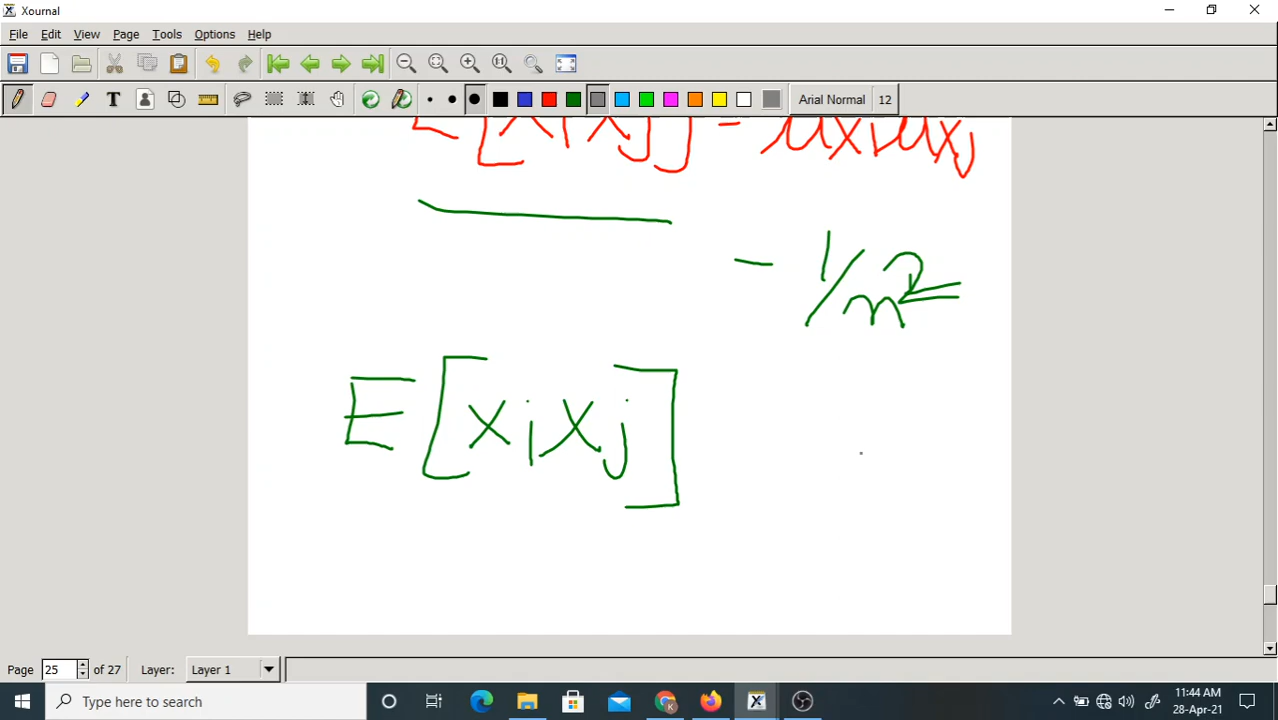 Xournal
File Edit View Page Tools Options Help
Arial Normal 12
E[XiXj] - μxiμxj
- 1/m²
E[XiXj]
Page 25 of 27 Layer: Layer 1
Type here to search
11:44 AM
28-Apr-21